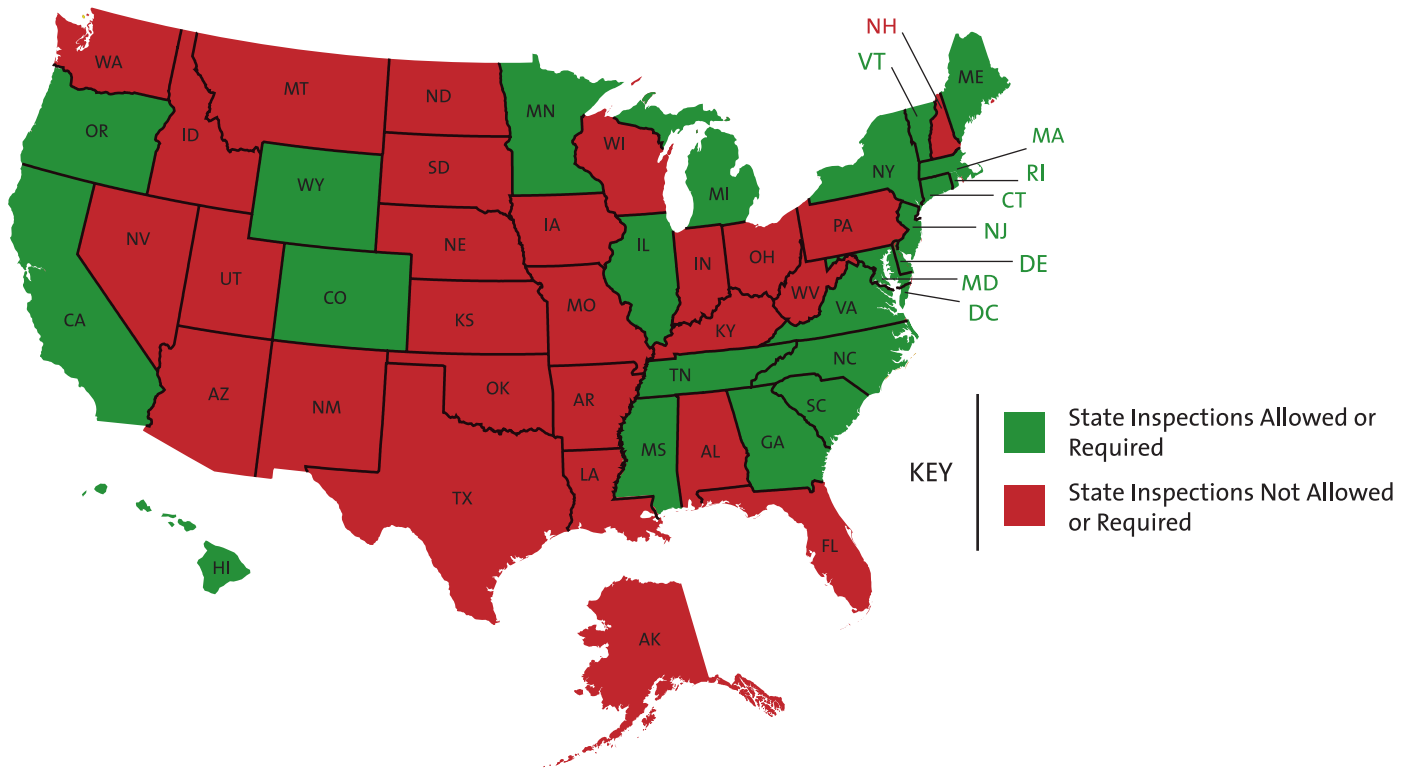 NH
VT
WA
MT
ND
MN
ME
OR
ID
SD
WI
MI
NY
MA
RI
CT
WY
NV
UT
CO
NE
IA
IL
IN
OH
PA
NJ
DE
MD
DC
CA
KS
MO
KY
WV
VA
AZ
NM
OK
AR
TN
NC
SC
TX
LA
MS
AL
GA
FL
HI
AK
KEY
State Inspections Allowed or
Required
State Inspections Not Allowed
or Required